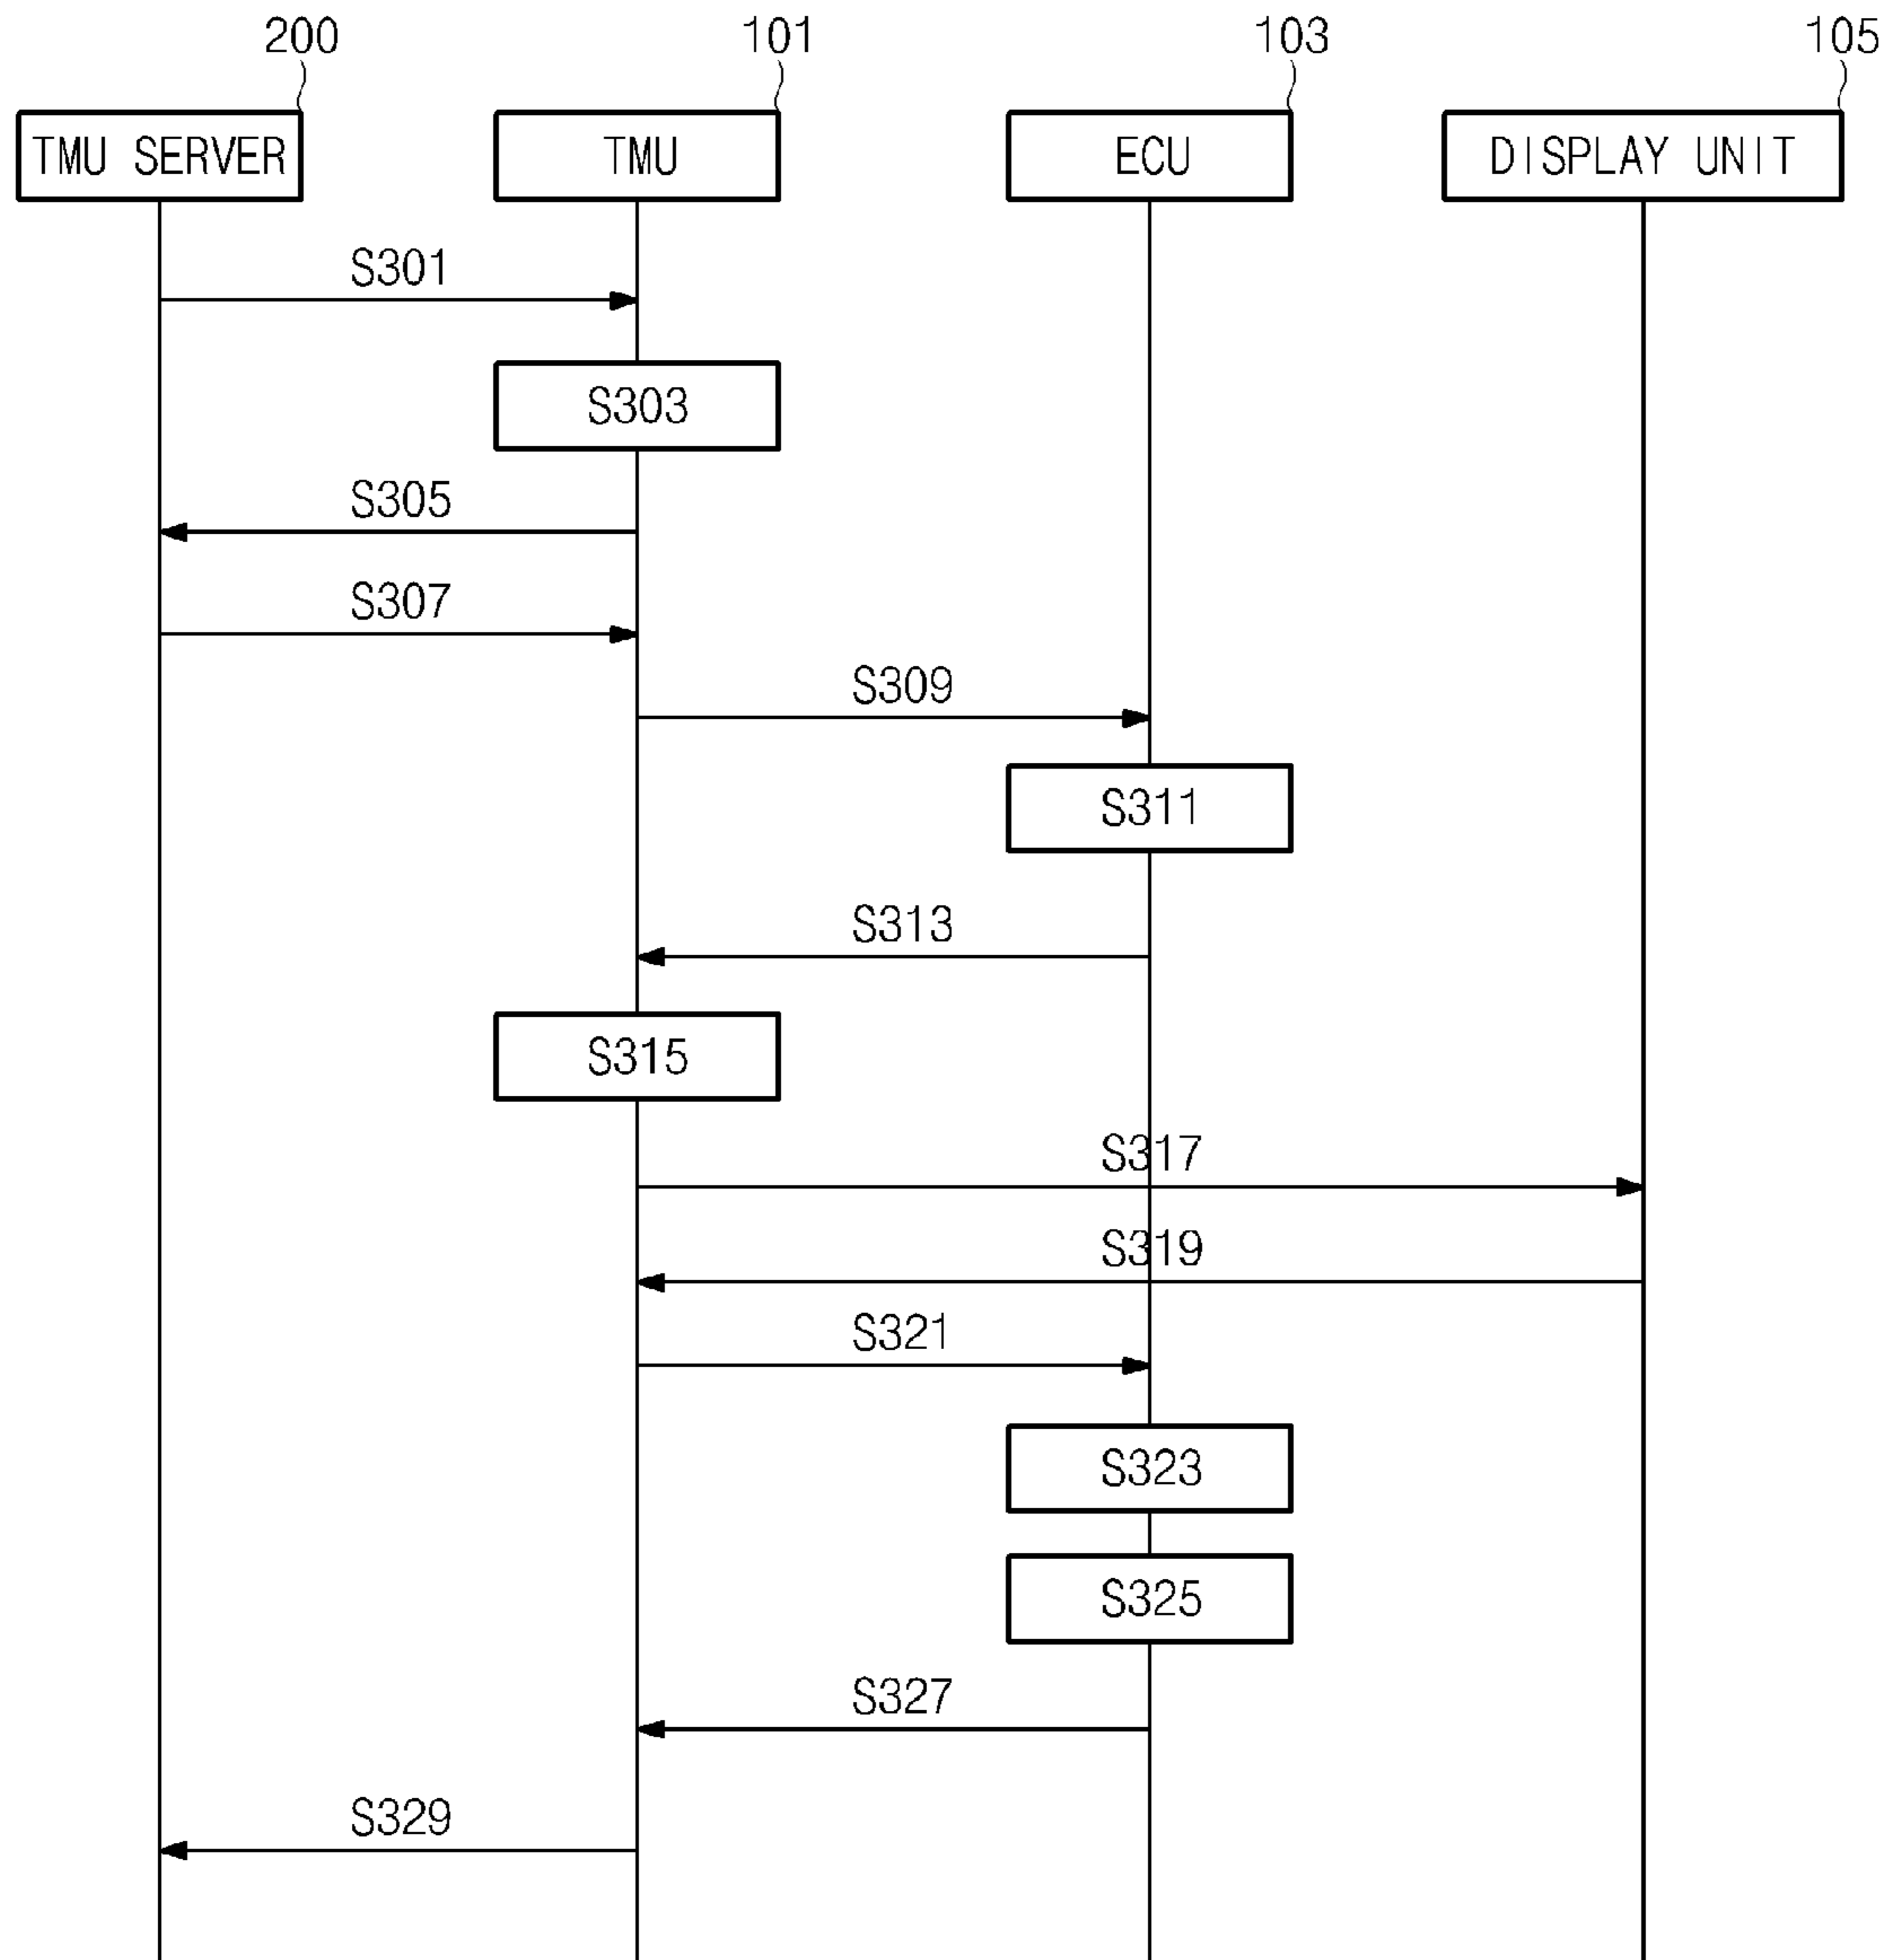 200 101 103 105
TMU SERVER TMU ECU DISPLAY UNIT
S301
S303
S305
S307
S309
S311
S313
S315
S317
S319
S321
S323
S325
S327
S329